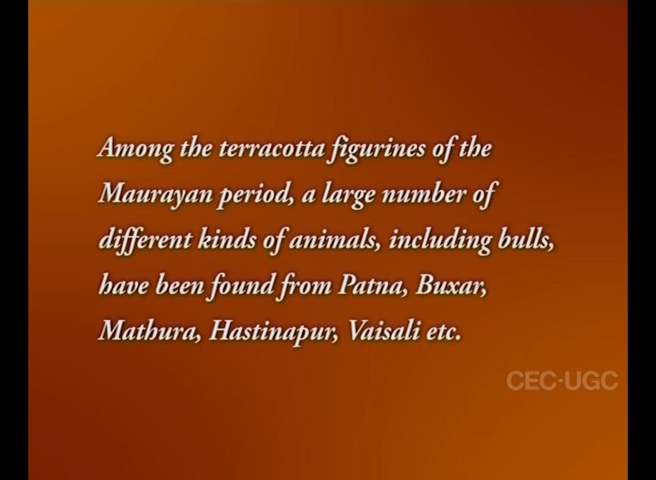 Among the terracotta figurines of the
Maurayan period, a large number of
different kinds of animals, including bulls,
have been found from Patna, Buxar,
Mathura, Hastinapur, Vaisali etc.
CEC-UGC